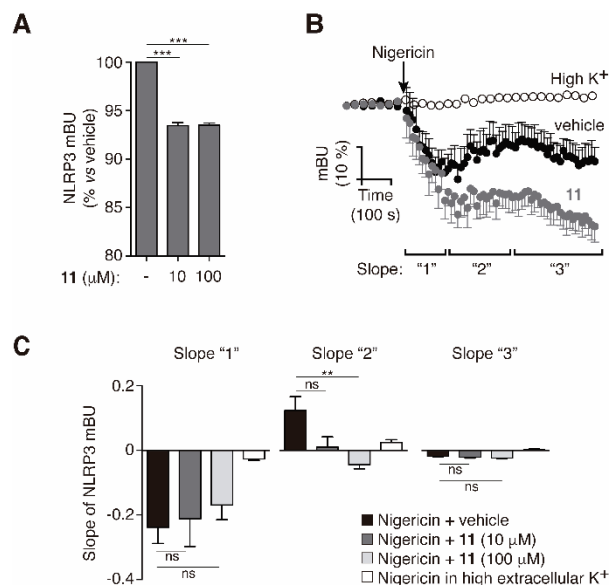 A
NLRP3 mBU
(% vs vehicle)
100
95
90
85
80
***
***
11 (μM): - 10 100
B
Nigericin
High K+
vehicle
11
mBU
(10 %)
Time
(100 s)
Slope: "1" "2" "3"
C
Slope "1" Slope "2" Slope "3"
Slope of NLRP3 mBU
0.2
0
-0.2
-0.4
**
ns
ns
ns
ns
ns
Nigericin + vehicle
Nigericin + 11 (10 μM)
Nigericin + 11 (100 μM)
Nigericin in high extracellular K+